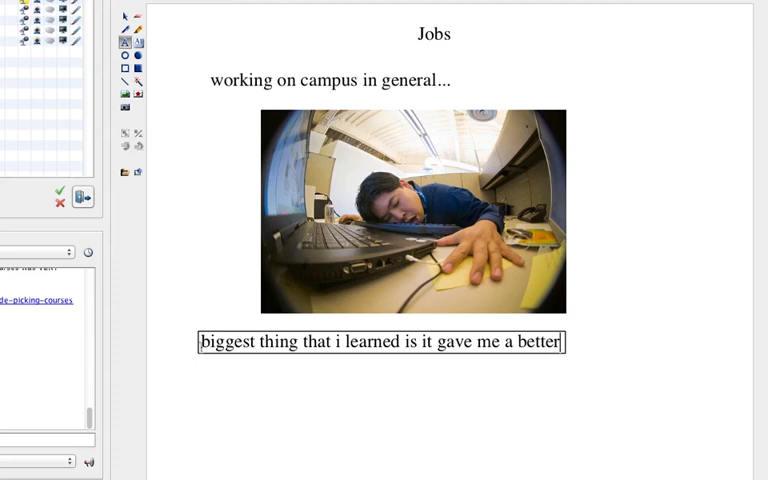 Jobs
working on campus in general...
biggest thing that i learned is it gave me a better
de-picking-courses